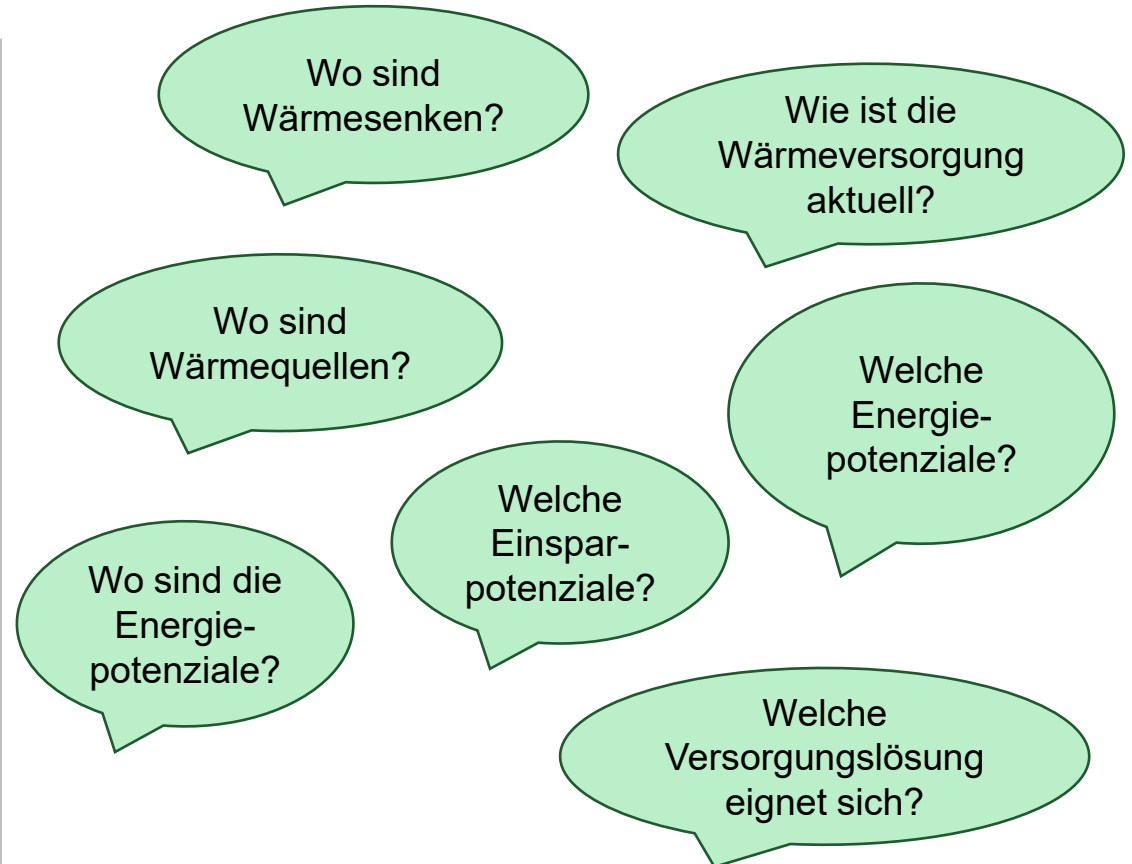 Wo sind
Wärmesenken?
Wie ist die
Wärmeversorgung
aktuell?
Wo sind
Wärmequellen?
Welche
Energie-
potenziale?
Welche
Einspar-
potenziale?
Wo sind die
Energie-
potenziale?
Welche
Versorgungslösung
eignet sich?